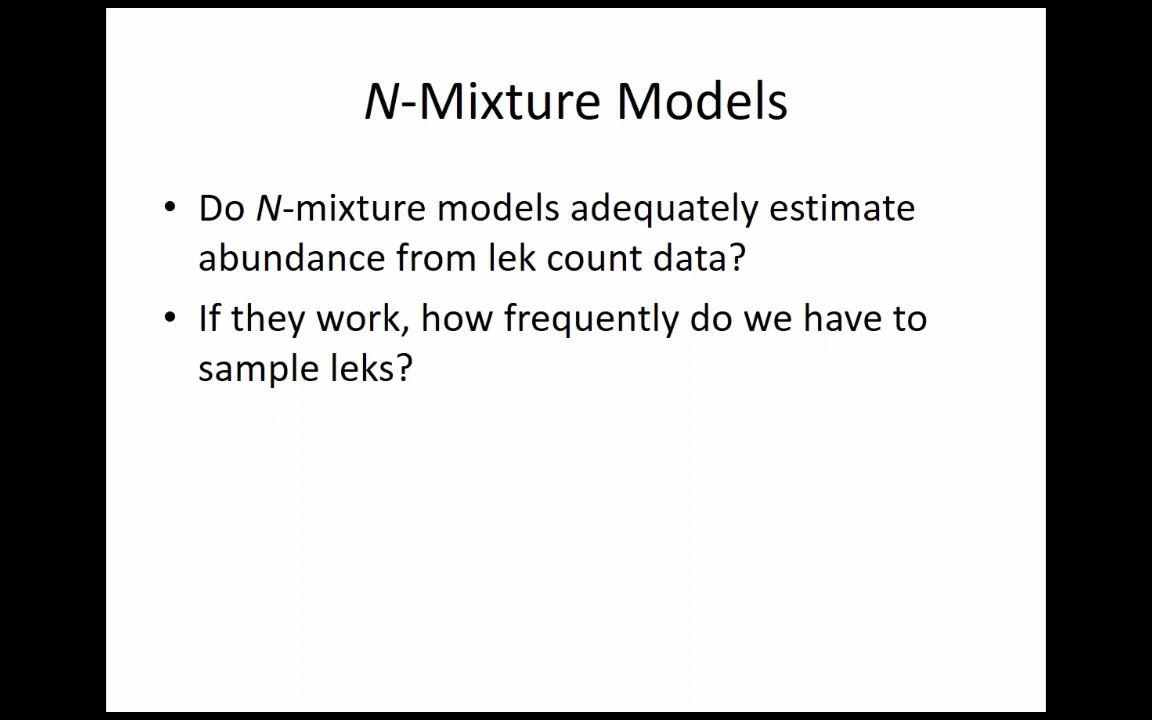 N-Mixture Models
• Do N-mixture models adequately estimate
abundance from lek count data?
• If they work, how frequently do we have to
sample leks?